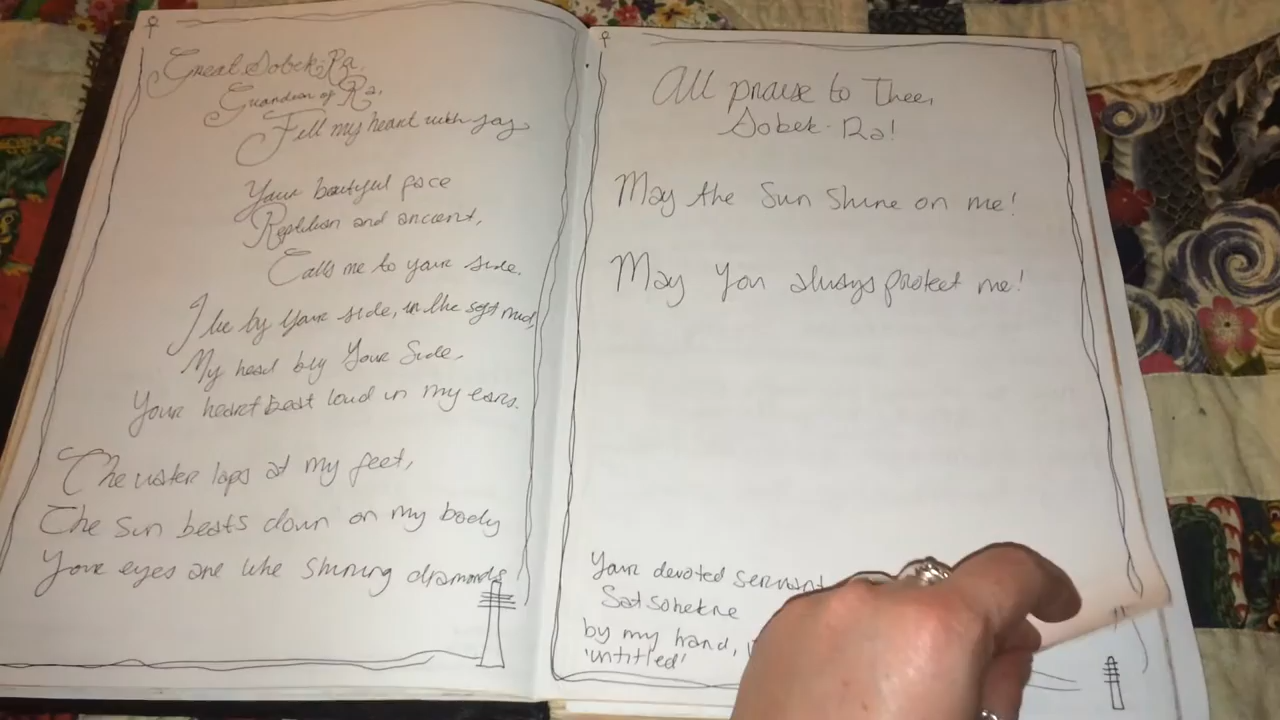 Great Sobek-Ra,
Guardian of Ra,
Fill my heart with joy
Your beautyful face
Reptilian and ancient,
Calls me to your side.
I lie by Your side, in the soft mud,
My head by Your Side,
Your heart beat loud in my ears.
The water laps at my feet,
The Sun beats down on my body
Your eyes are like Shining diamonds
All praise to Thee,
Sobek-Ra!
May the Sun Shine on me!
May You always protect me!
Your devoted servant
Satsobekre
by my hand,
'untitled'